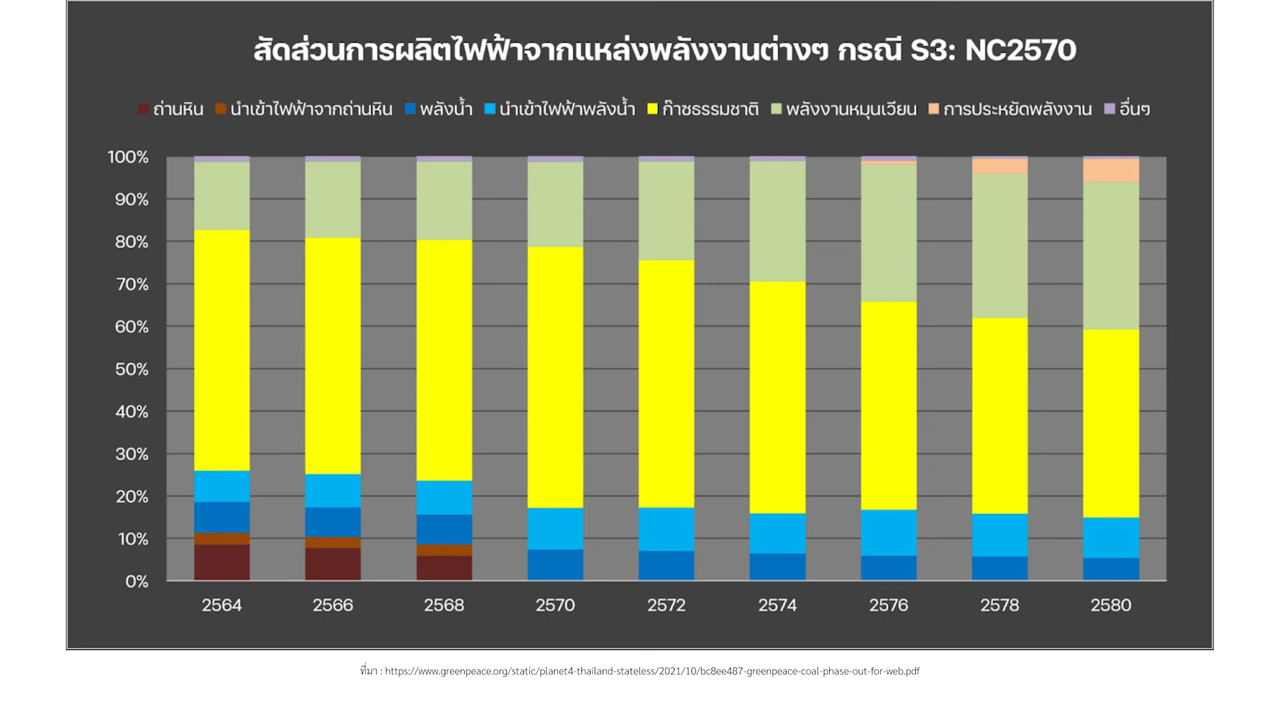 สัดส่วนการผลิตไฟฟ้าจากแหล่งพลังงานต่างๆ กรณี S3: NC2570
ถ่านหิน นำเข้าไฟฟ้าจากถ่านหิน พลังน้ำ นำเข้าไฟฟ้าพลังน้ำ ก๊าซธรรมชาติ พลังงานหมุนเวียน การประหยัดพลังงาน อื่นๆ
100%
90%
80%
70%
60%
50%
40%
30%
20%
10%
0%
2564 2566 2568 2570 2572 2574 2576 2578 2580
ที่มา : https://www.greenpeace.org/static/planet4-thailand-stateless/2021/10/bc8ee487-greenpeace-coal-phase-out-for-web.pdf